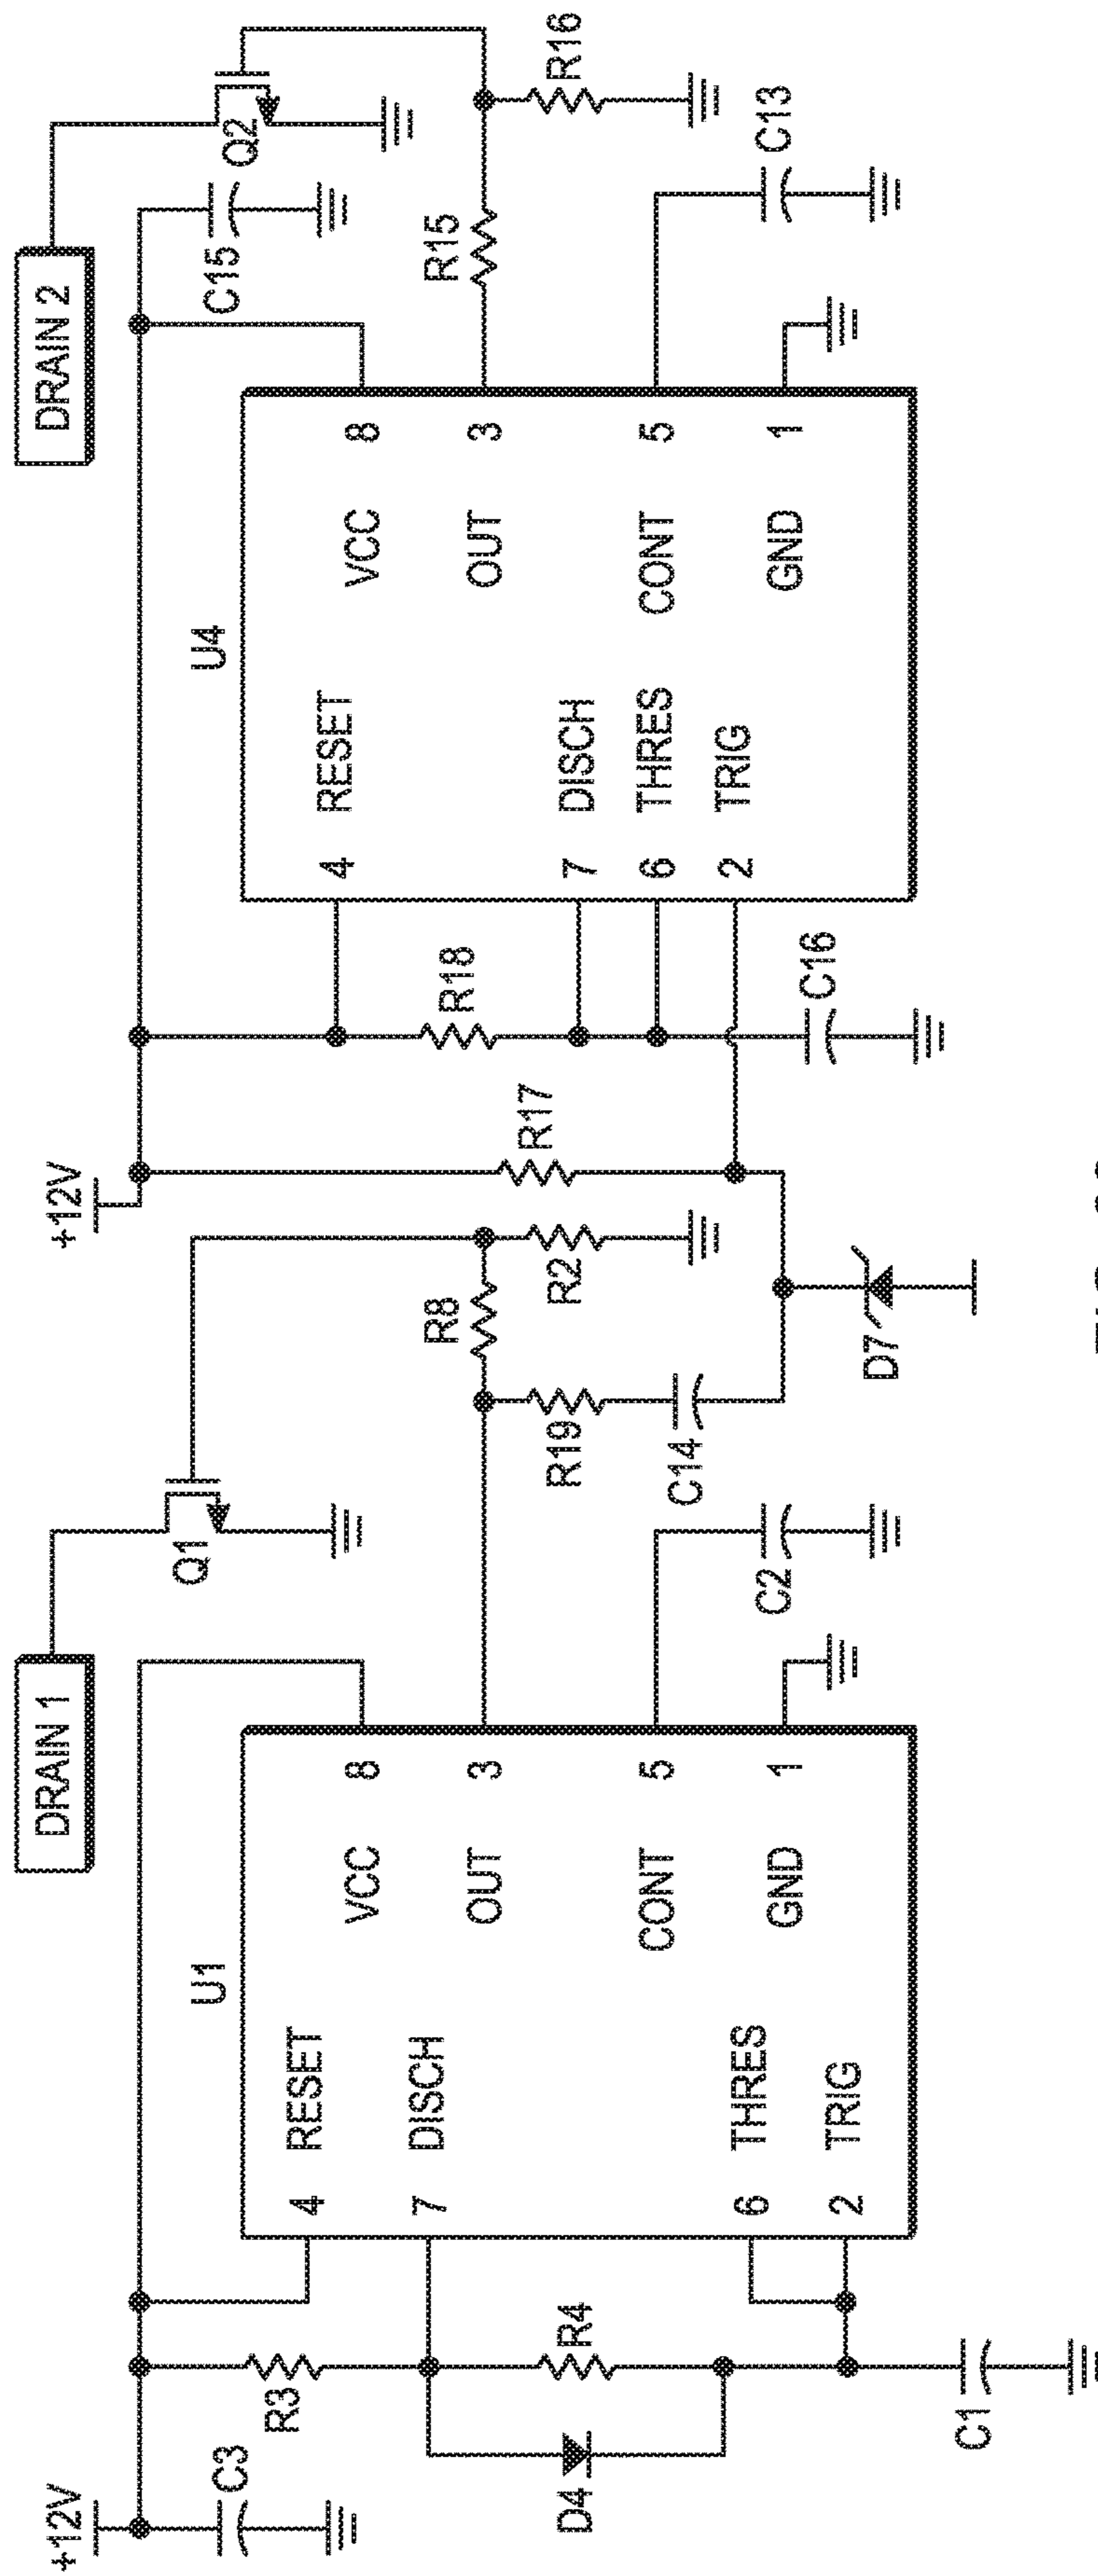 +12V
C3
R3
D4
R4
C1
DRAIN 1
U1
4 RESET
7 DISCH
6 THRES
2 TRIG
VCC 8
OUT 3
CONT 5
GND 1
Q1
C2
R19
C14
R8
R2
D7
+12V
R17
R18
C16
DRAIN 2
U4
4 RESET
7 DISCH
6 THRES
2 TRIG
VCC 8
OUT 3
CONT 5
GND 1
C15
Q2
R15
R16
C13